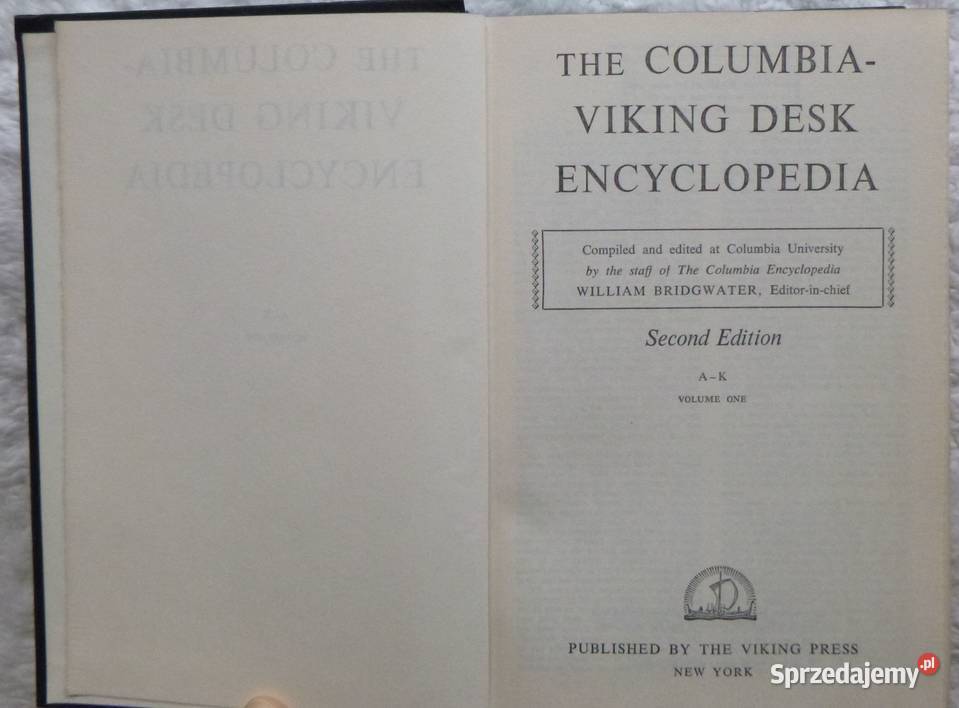 THE COLUMBIA-
VIKING DESK
ENCYCLOPEDIA
Compiled and edited at Columbia University
by the staff of The Columbia Encyclopedia
WILLIAM BRIDGWATER, Editor-in-chief
Second Edition
A–K
VOLUME ONE
PUBLISHED BY THE VIKING PRESS
NEW YORK
Sprzedajemy.pl